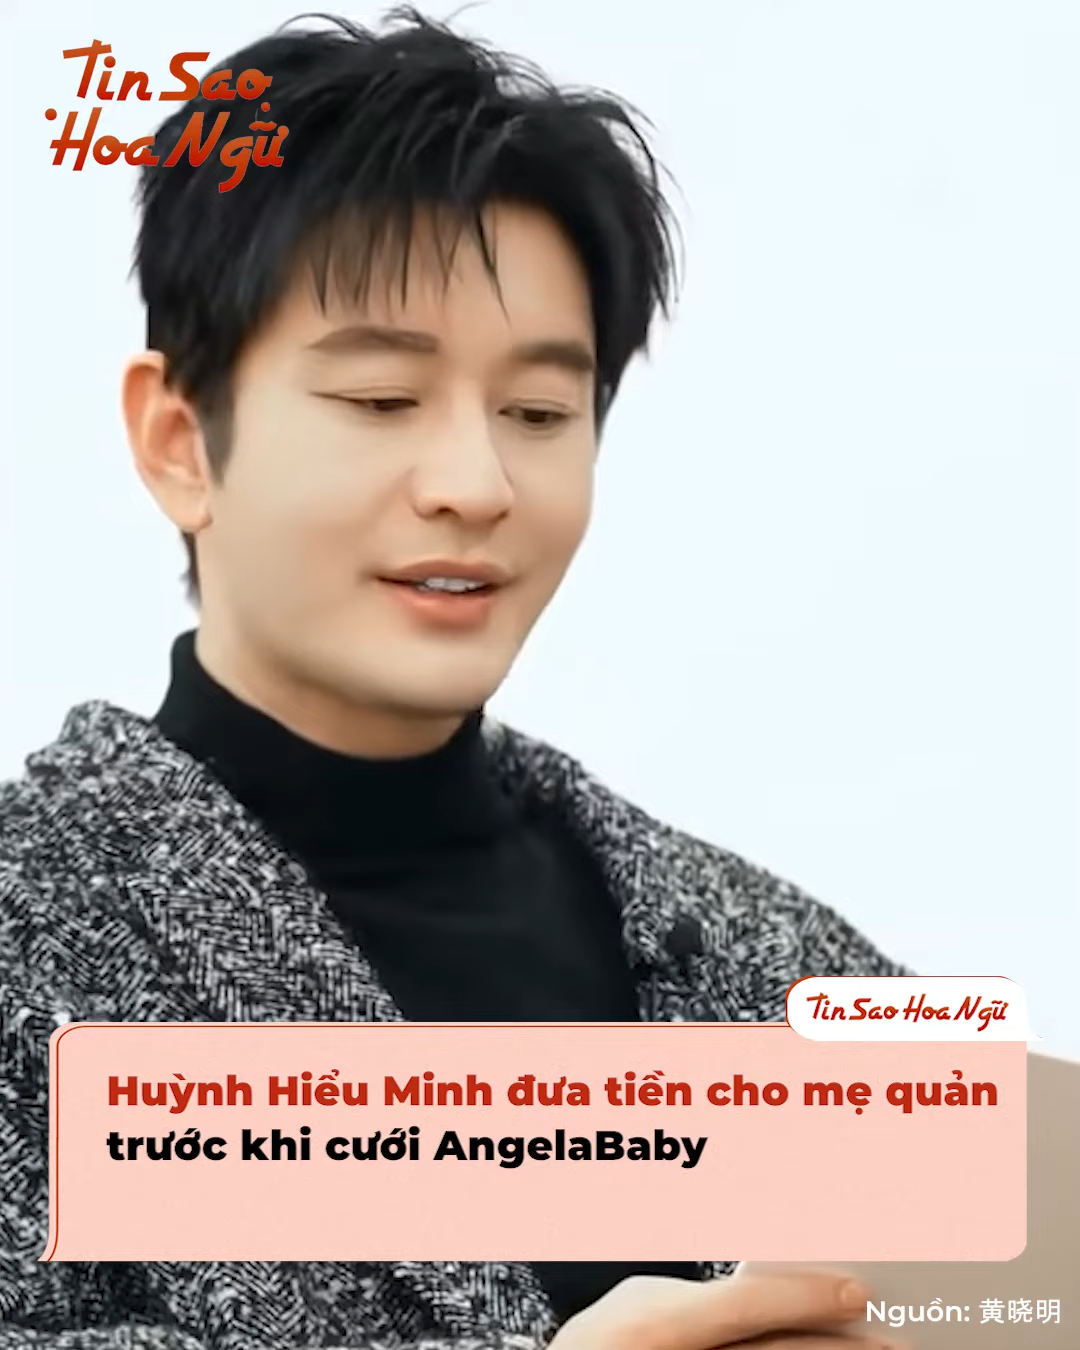 Tin Sao
Hoa Ngữ
Tin Sao Hoa Ngữ
Huỳnh Hiểu Minh đưa tiền cho mẹ quản
trước khi cưới AngelaBaby
Nguồn: 黄晓明